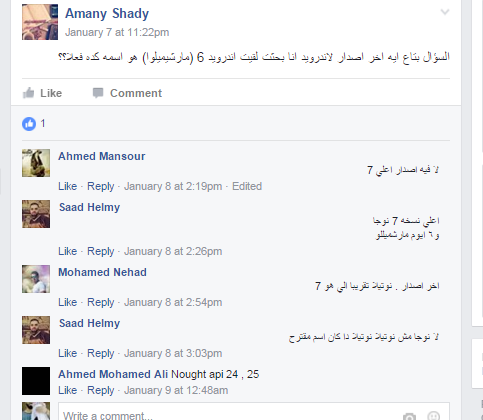 Amany Shady
January 7 at 11:22pm
السؤال بتاع ايه اخر اصدار لاندرويد انا بحثت لقيت اندرويد 6 (مارشيميلوا) هو اسمه كده فعلا؟؟
Like Comment
1
Ahmed Mansour
لا فيه اصدار اعلي 7
Like · Reply · January 8 at 2:19pm · Edited
Saad Helmy
اعلي نسخه 7 نوجا
و٦ ايوم مارشميللو
Like · Reply · January 8 at 2:26pm
Mohamed Nehad
اخر اصدار . نوتيلا تقريبا الي هو 7
Like · Reply · January 8 at 2:54pm
Saad Helmy
لا نوجا مش نوتيلا نوتيلا دا كان اسم مقترح
Like · Reply · January 8 at 3:03pm
Ahmed Mohamed Ali Nought api 24 , 25
Like · Reply · January 9 at 12:48am
Write a comment...